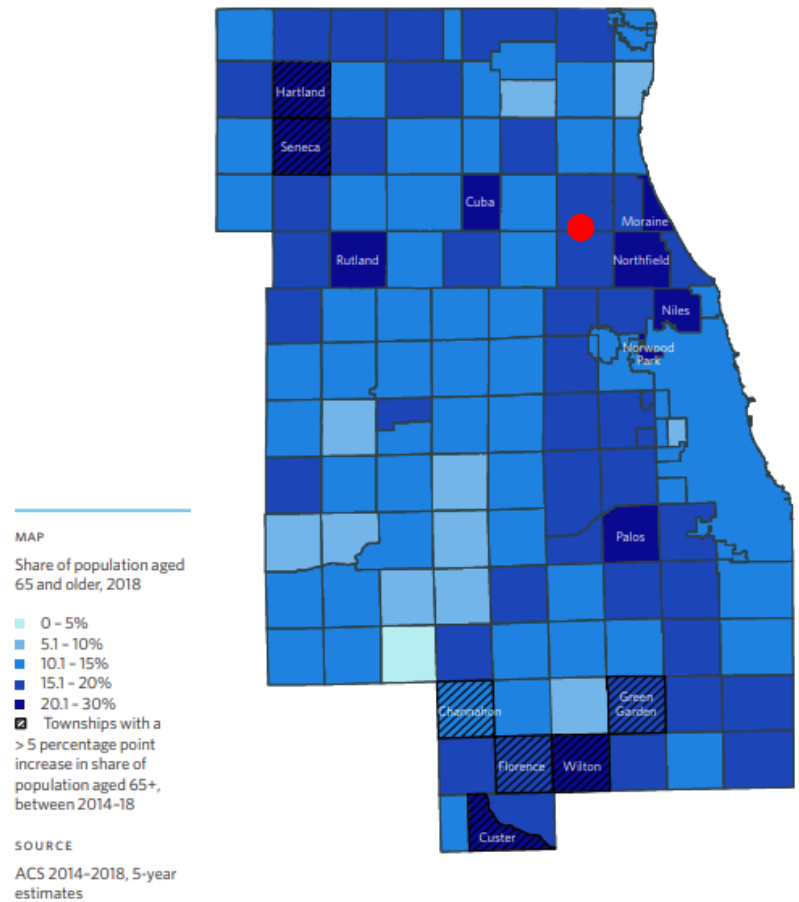 Hartland
Seneca
Cuba
Moraine
Rutland
Northfield
Niles
Norwood
Park
Palos
Channahon
Green
Garden
Florence
Wilton
Custer
MAP
Share of population aged
65 and older, 2018
0 – 5%
5.1 – 10%
10.1 – 15%
15.1 – 20%
20.1 – 30%
Townships with a
> 5 percentage point
increase in share of
population aged 65+,
between 2014–18
SOURCE
ACS 2014–2018, 5-year
estimates